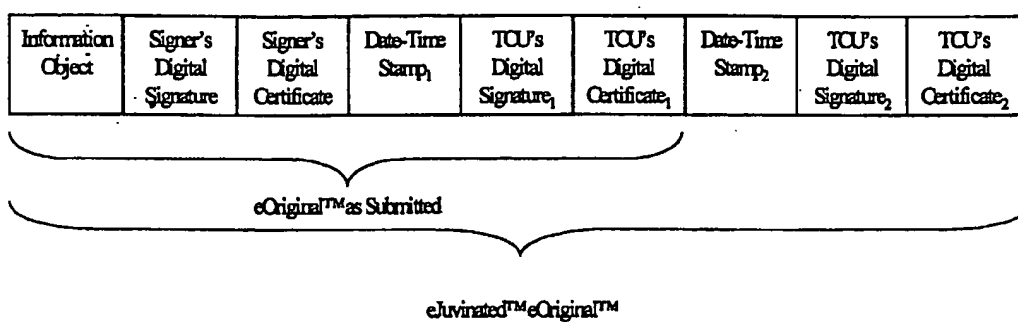 Information Object
Signer's Digital Signature
Signer's Digital Certificate
Date-Time Stamp1
TCU's Digital Signature1
TCU's Digital Certificate1
Date-Time Stamp2
TCU's Digital Signature2
TCU's Digital Certificate2
eOriginal™ as Submitted
eJuvinated™ eOriginal™